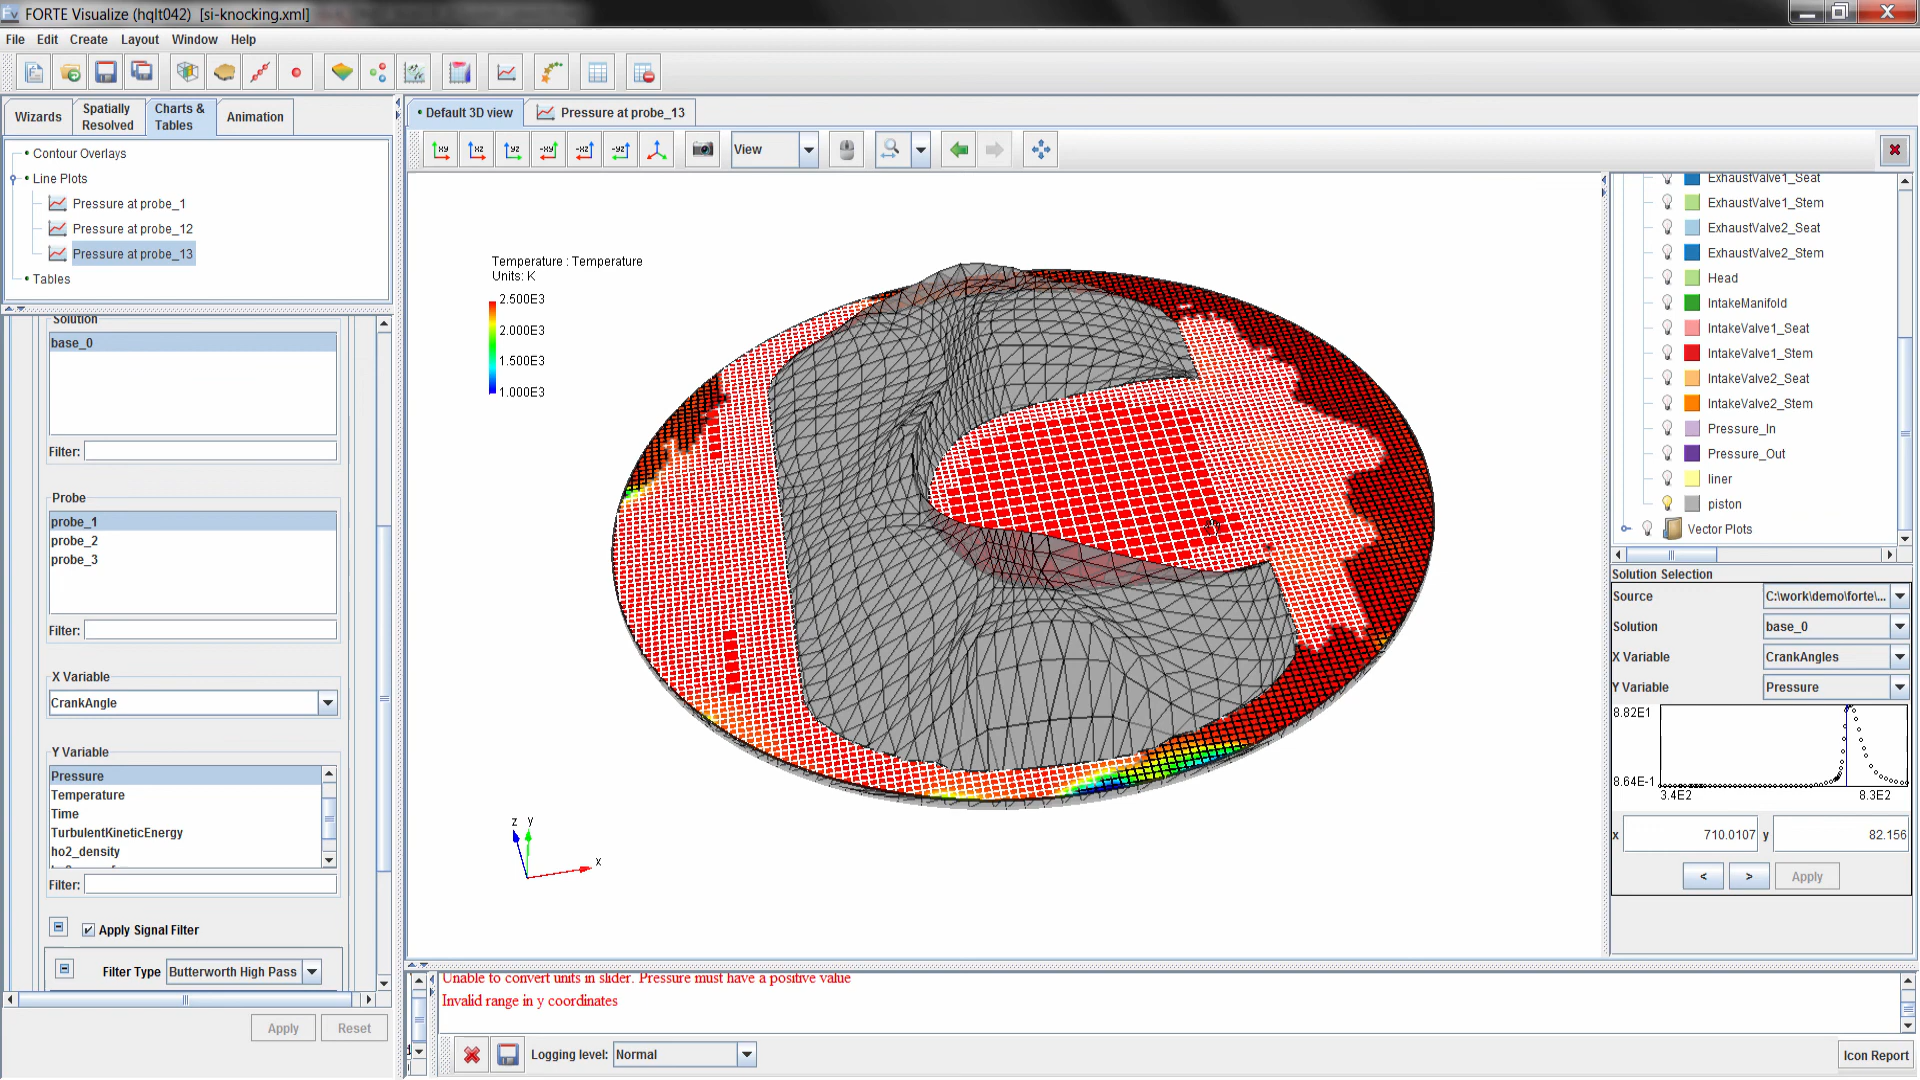 FORTE Visualize (hqlt042) [si-knocking.xml]
File Edit Create Layout Window Help
Wizards
Spatially
Resolved
Charts &
Tables
Animation
Contour Overlays
Line Plots
Pressure at probe_1
Pressure at probe_12
Pressure at probe_13
Tables
Solution
base_0
Filter:
Probe
probe_1
probe_2
probe_3
Filter:
X Variable
CrankAngle
Y Variable
Pressure
Temperature
Time
TurbulentKineticEnergy
ho2_density
Filter:
Apply Signal Filter
Filter Type Butterworth High Pass
Apply Reset
Default 3D view
Pressure at probe_13
XY XZ YZ -XY -XZ -YZ
View
Temperature : Temperature
Units: K
2.500E3
2.000E3
1.500E3
1.000E3
z y
x
ExhaustValve1_Seat
ExhaustValve1_Stem
ExhaustValve2_Seat
ExhaustValve2_Stem
Head
IntakeManifold
IntakeValve1_Seat
IntakeValve1_Stem
IntakeValve2_Seat
IntakeValve2_Stem
Pressure_In
Pressure_Out
liner
piston
Vector Plots
Solution Selection
Source C:\work\demo\forte\...
Solution base_0
X Variable CrankAngles
Y Variable Pressure
8.82E1
8.64E-1
3.4E2 8.3E2
x 710.0107 y 82.156
< > Apply
Unable to convert units in slider. Pressure must have a positive value
Invalid range in y coordinates
Logging level: Normal
Icon Report